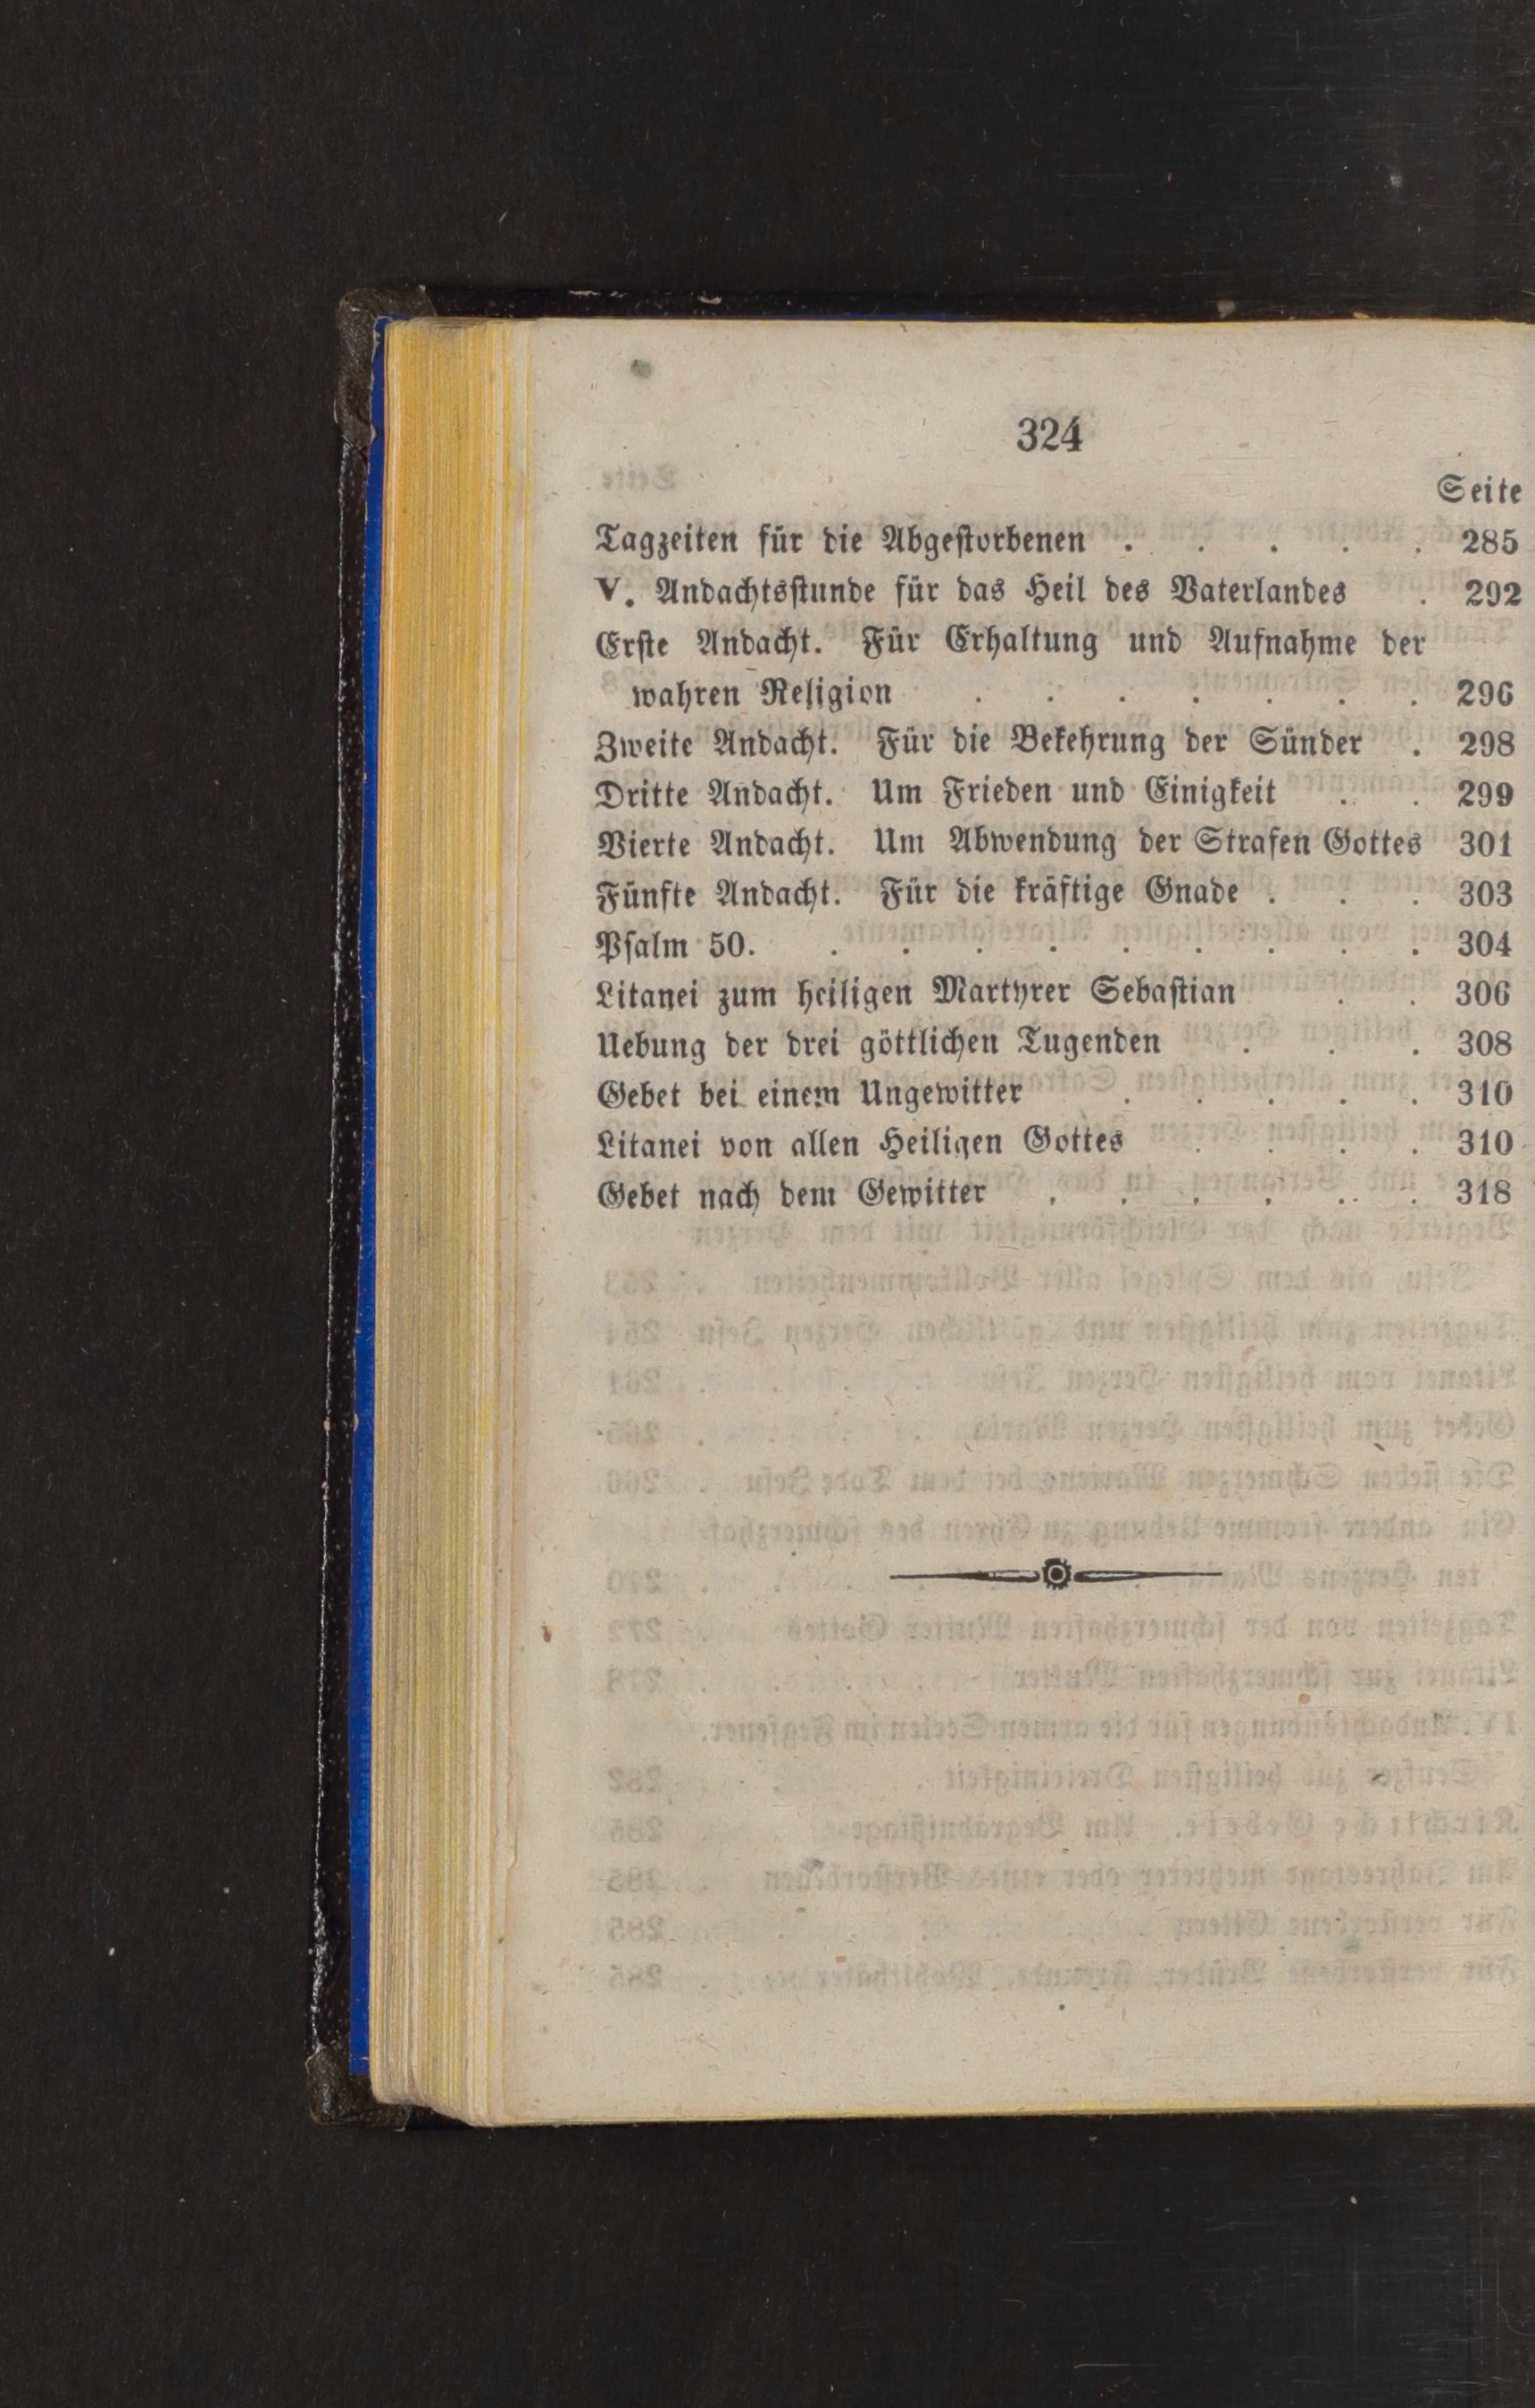 324
Seite
Tagzeiten für die Abgestorbenen . . . . . 285
V. Andachtsstunde für das Heil des Vaterlandes . 292
Erste Andacht. Für Erhaltung und Aufnahme der
wahren Religion . . . . . . . 296
Zweite Andacht. Für die Bekehrung der Sünder . 298
Dritte Andacht. Um Frieden und Einigkeit . . 299
Vierte Andacht. Um Abwendung der Strafen Gottes 301
Fünfte Andacht. Für die kräftige Gnade . . . 303
Psalm 50. . . . . . . . . . 304
Litanei zum heiligen Martyrer Sebastian . . 306
Uebung der drei göttlichen Tugenden . . . 308
Gebet bei einem Ungewitter . . . . . 310
Litanei von allen Heiligen Gottes . . . . 310
Gebet nach dem Gewitter . . . . . . 318